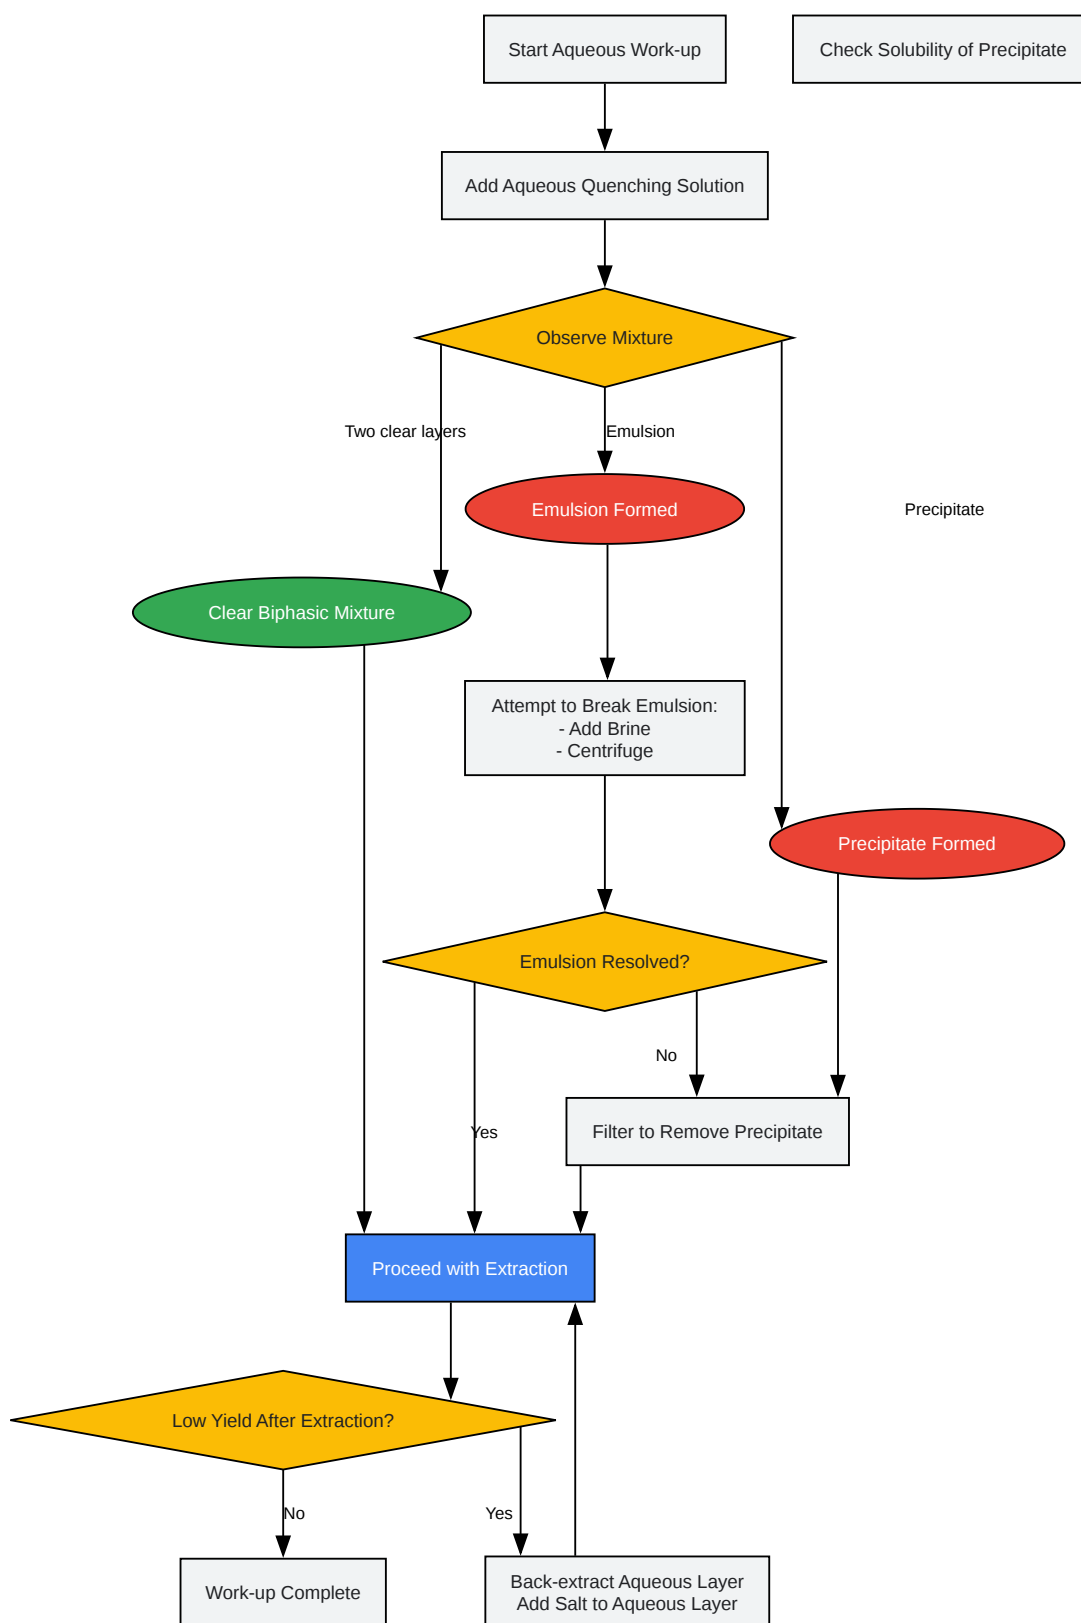 Start Aqueous Work-up
Check Solubility of Precipitate
Add Aqueous Quenching Solution
Observe Mixture
Two clear layers
Emulsion
Emulsion Formed
Precipitate
Clear Biphasic Mixture
Attempt to Break Emulsion:
- Add Brine
- Centrifuge
Precipitate Formed
Emulsion Resolved?
No
Yes
Filter to Remove Precipitate
Proceed with Extraction
Low Yield After Extraction?
No
Yes
Work-up Complete
Back-extract Aqueous Layer
Add Salt to Aqueous Layer